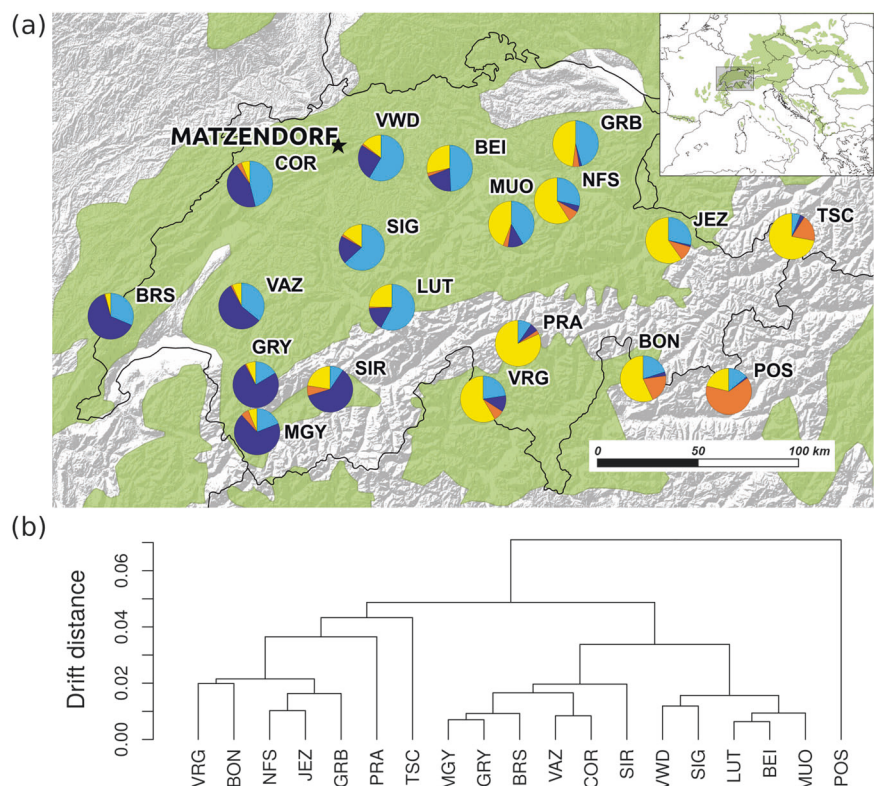 (a)
MATZENDORF
VWD
COR
BEI
GRB
MUO
NFS
SIG
JEZ
TSC
BRS
VAZ
LUT
PRA
BON
GRY
SIR
VRG
POS
MGY
0 50 100 km
(b)
Drift distance
0.00 0.02 0.04 0.06
VRG BON NFS JEZ GRB PRA TSC MGY GRY BRS VAZ COR SIR VWD SIG LUT BEI MUO POS